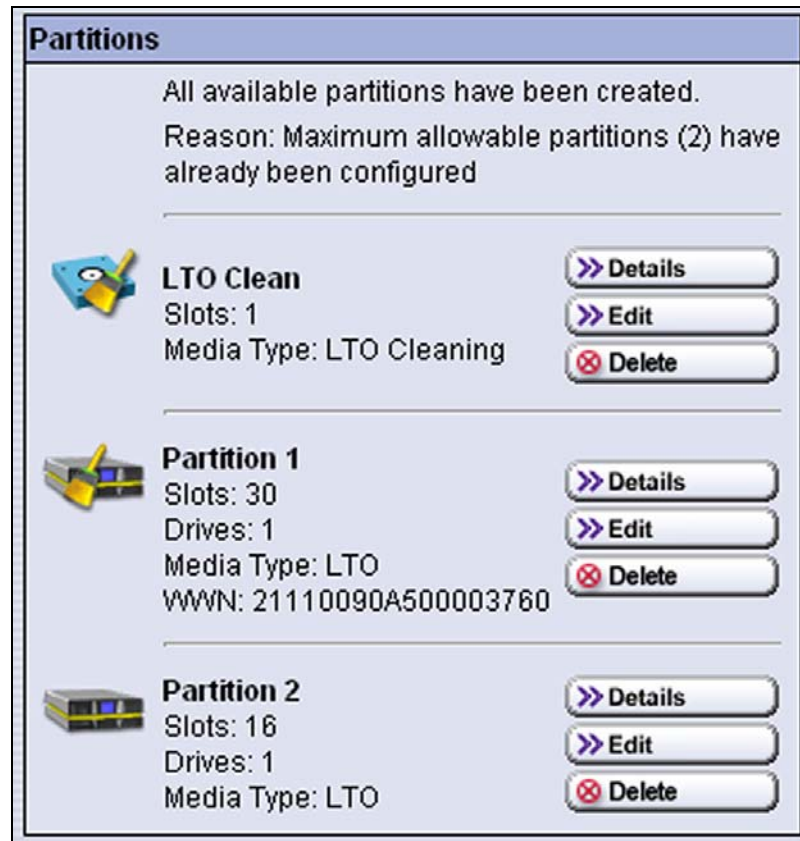 Partitions
All available partitions have been created.
Reason: Maximum allowable partitions (2) have
already been configured
LTO Clean
Slots: 1
Media Type: LTO Cleaning
Details
Edit
Delete
Partition 1
Slots: 30
Drives: 1
Media Type: LTO
WWN: 21110090A500003760
Details
Edit
Delete
Partition 2
Slots: 16
Drives: 1
Media Type: LTO
Details
Edit
Delete